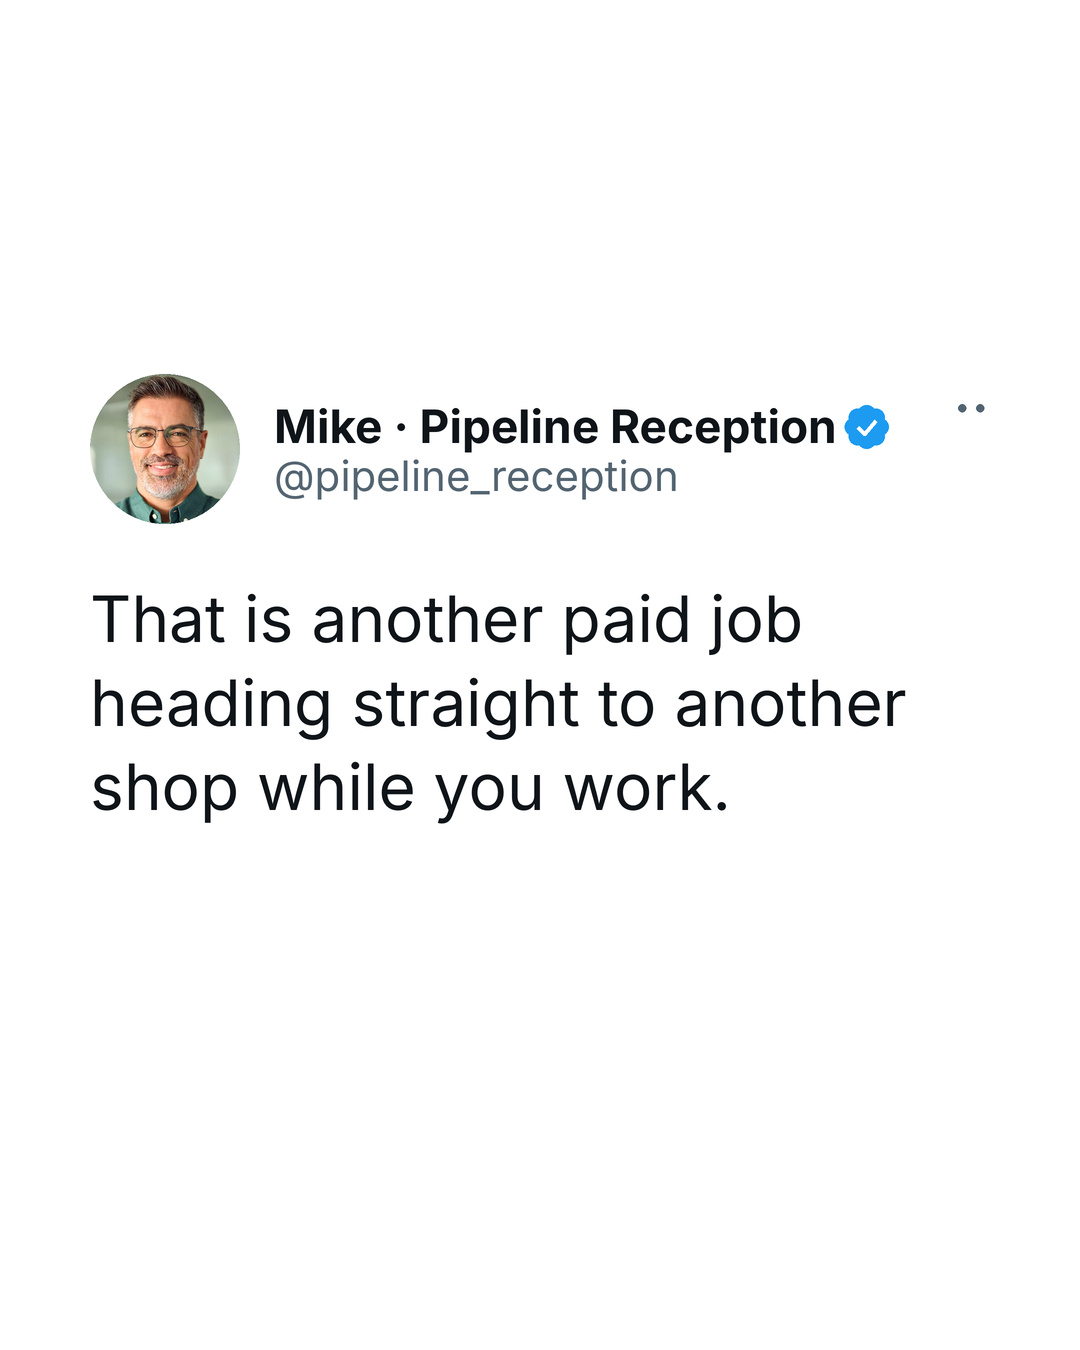 Mike · Pipeline Reception
@pipeline_reception
That is another paid job
heading straight to another
shop while you work.